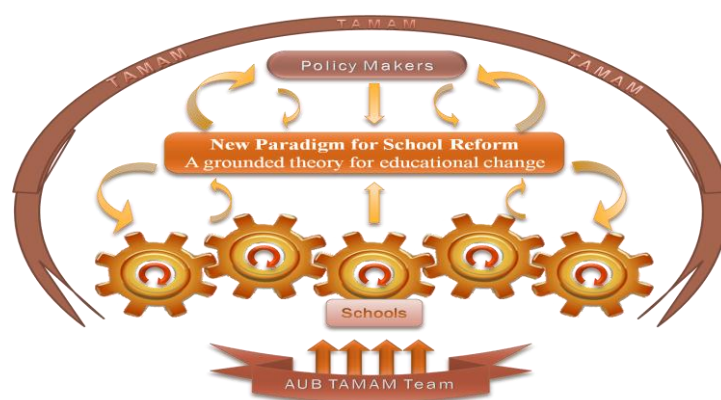 TAMAM
TAMAM
TAMAM
Policy Makers
New Paradigm for School Reform
A grounded theory for educational change
Schools
AUB TAMAM Team